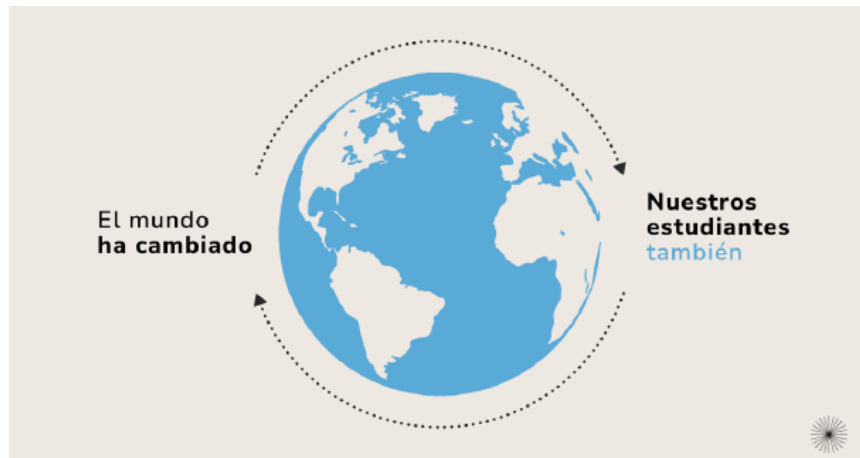 El mundo
ha cambiado
Nuestros
estudiantes
también